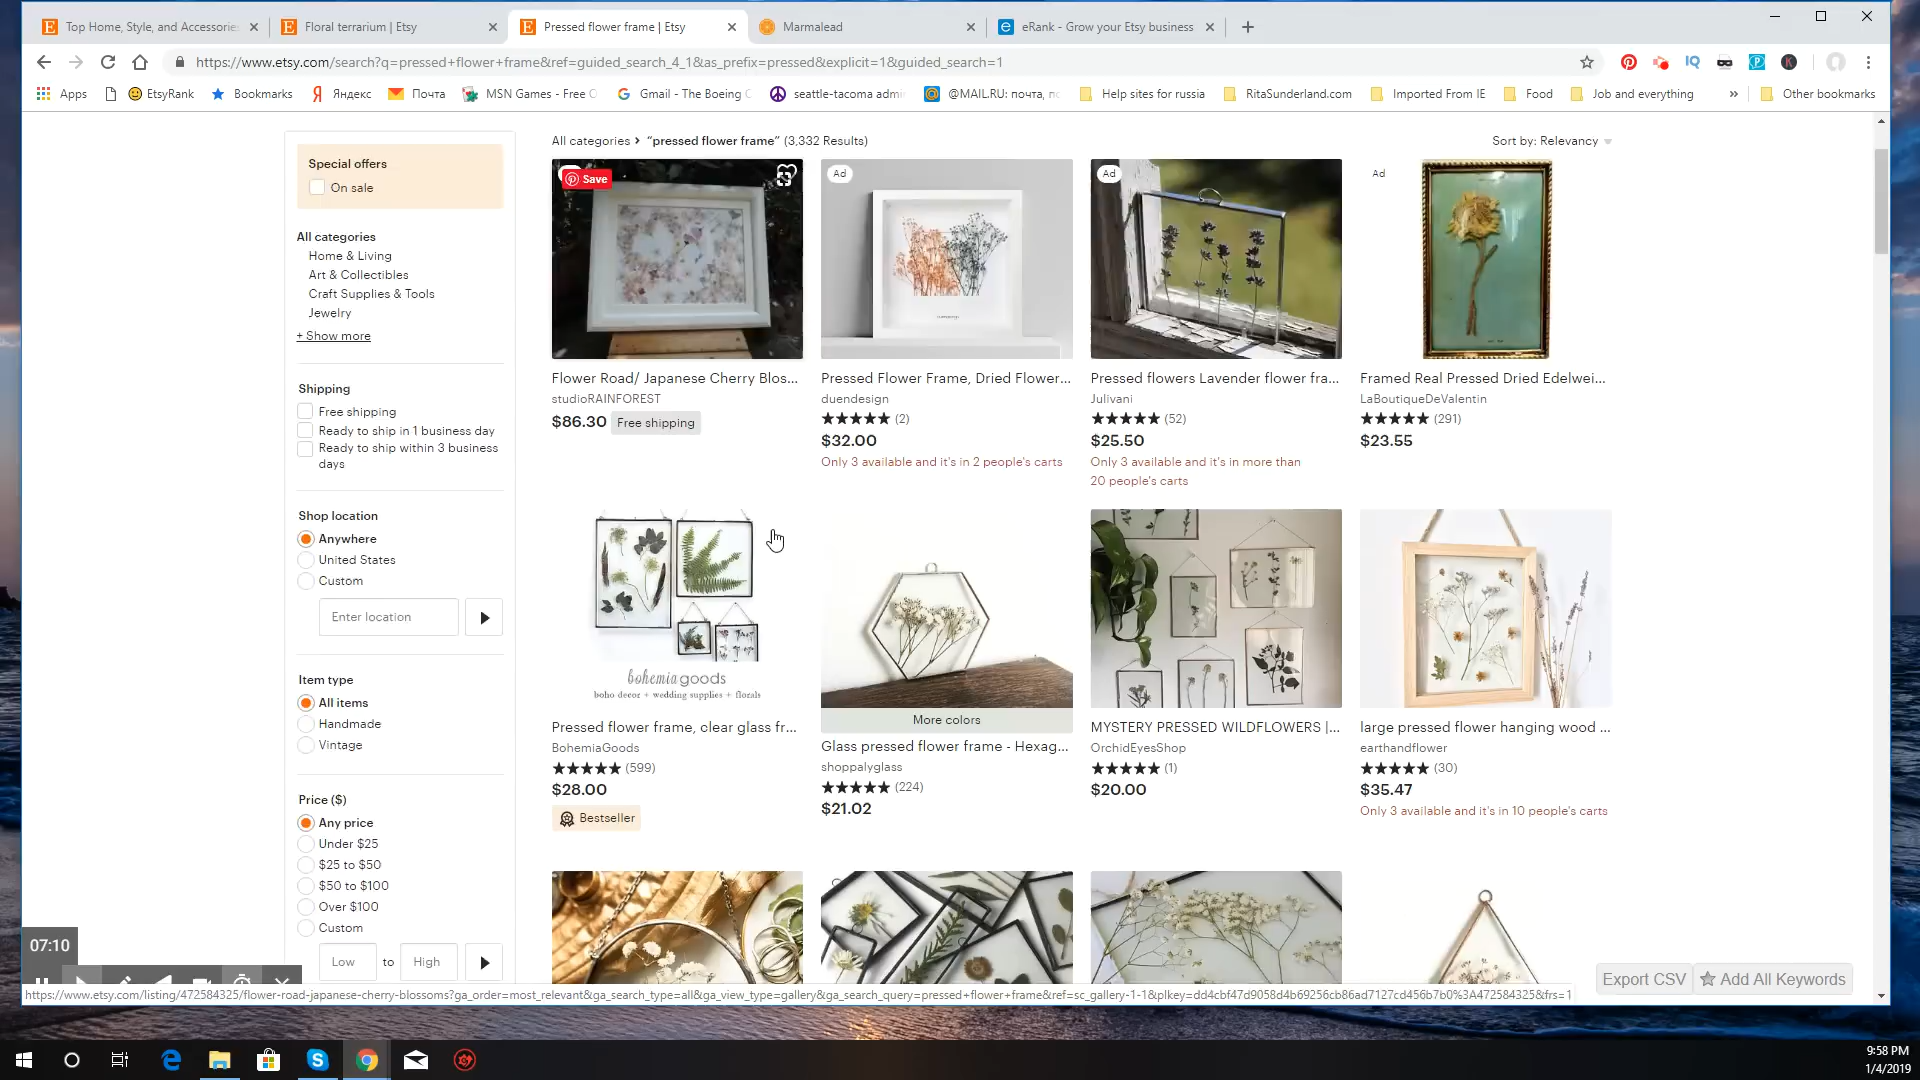 Top Home, Style, and Accessorie
Floral terrarium | Etsy
Pressed flower frame | Etsy
Marmalead
eRank - Grow your Etsy business
https://www.etsy.com/search?q=pressed+flower+frame&ref=guided_search_4_1&as_prefix=pressed&explicit=1&guided_search=1
Apps
EtsyRank
Bookmarks
Яндекс
Почта
MSN Games - Free O
Gmail - The Boeing
seattle-tacoma admi
@MAIL.RU: почта, по
Help sites for russia
RitaSunderland.com
Imported From IE
Food
Job and everything
Other bookmarks
Special offers
On sale
All categories
Home & Living
Art & Collectibles
Craft Supplies & Tools
Jewelry
+ Show more
Shipping
Free shipping
Ready to ship in 1 business day
Ready to ship within 3 business
days
Shop location
Anywhere
United States
Custom
Enter location
Item type
All items
Handmade
Vintage
Price ($)
Any price
Under $25
$25 to $50
$50 to $100
Over $100
Custom
Low to High
All categories > “pressed flower frame” (3,332 Results)
Sort by: Relevancy
Save
Ad
Ad
Ad
Flower Road/ Japanese Cherry Blos...
studioRAINFOREST
$86.30 Free shipping
Pressed Flower Frame, Dried Flower...
duendesign
(2)
$32.00
Only 3 available and it's in 2 people's carts
Pressed flowers Lavender flower fra...
Julivani
(52)
$25.50
Only 3 available and it's in more than
20 people's carts
Framed Real Pressed Dried Edelwei...
LaBoutiqueDeValentin
(291)
$23.55
bohemia goods
boho decor + wedding supplies + florals
Pressed flower frame, clear glass fr...
BohemiaGoods
(599)
$28.00
Bestseller
More colors
Glass pressed flower frame - Hexag...
shoppalyglass
(224)
$21.02
MYSTERY PRESSED WILDFLOWERS |...
OrchidEyesShop
(1)
$20.00
large pressed flower hanging wood ...
earthandflower
(30)
$35.47
Only 3 available and it's in 10 people's carts
07:10
Export CSV
Add All Keywords
https://www.etsy.com/listing/472584325/flower-road-japanese-cherry-blossoms?ga_order=most_relevant&ga_search_type=all&ga_view_type=gallery&ga_search_query=pressed+flower+frame&ref=sc_gallery-1-1&plkey=dd4cbf47d9058d4b69256cb86ad7127cd456b7b0%3A472584325&frs=1
9:58 PM
1/4/2019